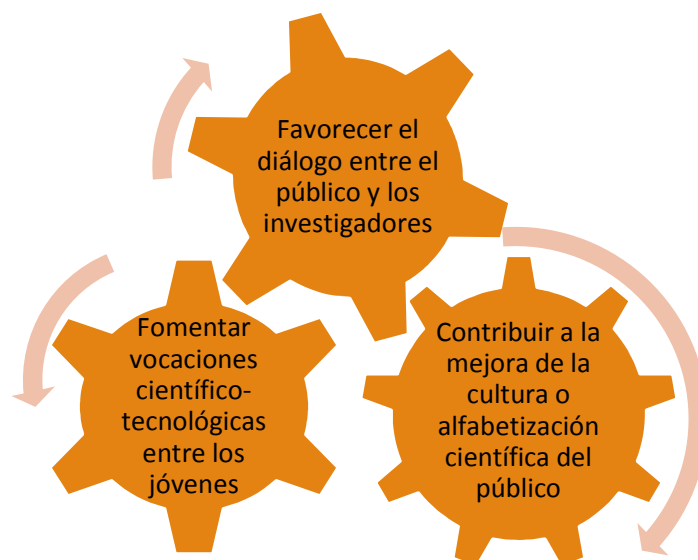 Favorecer el
diálogo entre el
público y los
investigadores
Fomentar
vocaciones
científico-
tecnológicas
entre los
jóvenes
Contribuir a la
mejora de la
cultura o
alfabetización
científica del
público